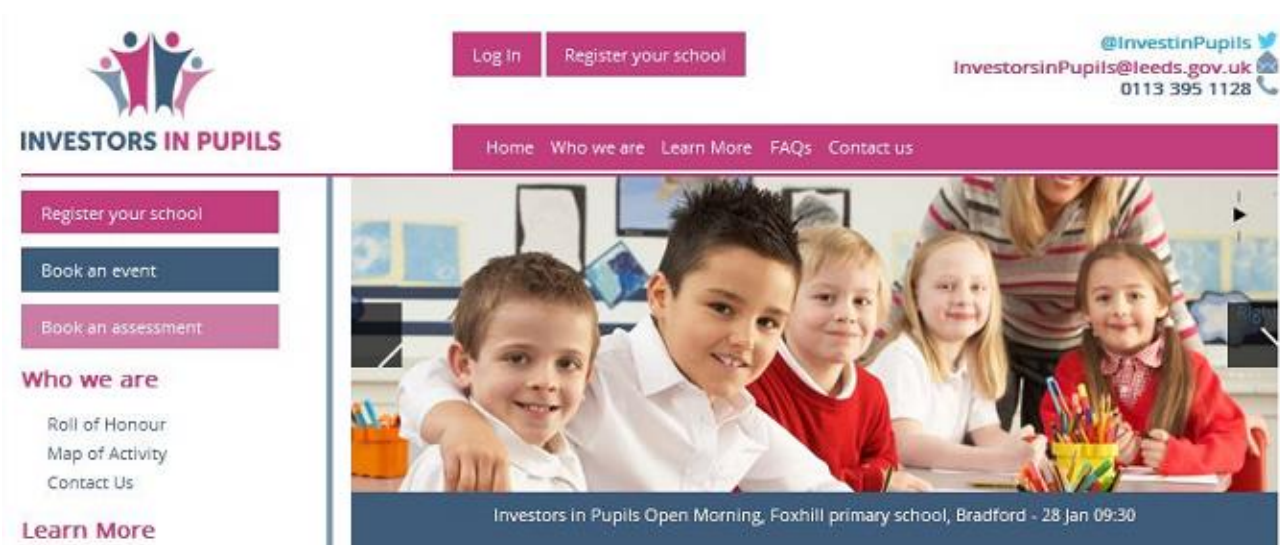 INVESTORS IN PUPILS
Log In
Register your school
@InvestinPupils
InvestorsinPupils@leeds.gov.uk
0113 395 1128
Home Who we are Learn More FAQs Contact us
Register your school
Book an event
Book an assessment
Who we are
Roll of Honour
Map of Activity
Contact Us
Learn More
Right
Investors in Pupils Open Morning, Foxhill primary school, Bradford - 28 Jan 09:30